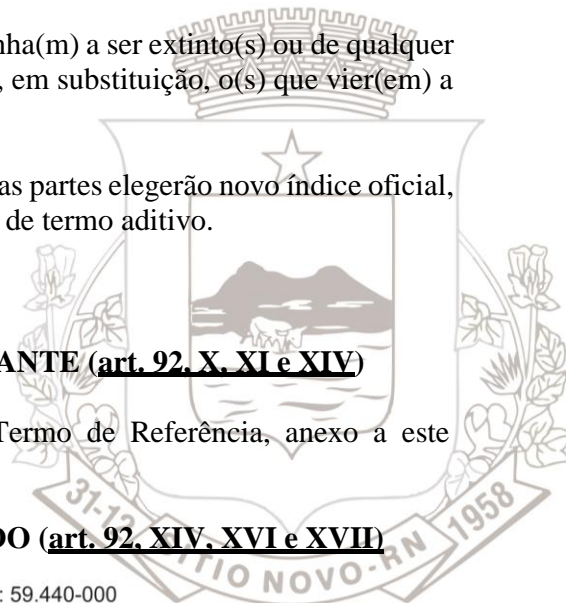 nha(m) a ser extinto(s) ou de qualquer
, em substituição, o(s) que vier(em) a
as partes elegerão novo índice oficial,
de termo aditivo.
ANTE (art. 92, X, XI e XIV)
Termo de Referência, anexo a este
DO (art. 92, XIV, XVI e XVII)
31-12
TIO NOVO-RN
1958
: 59.440-000